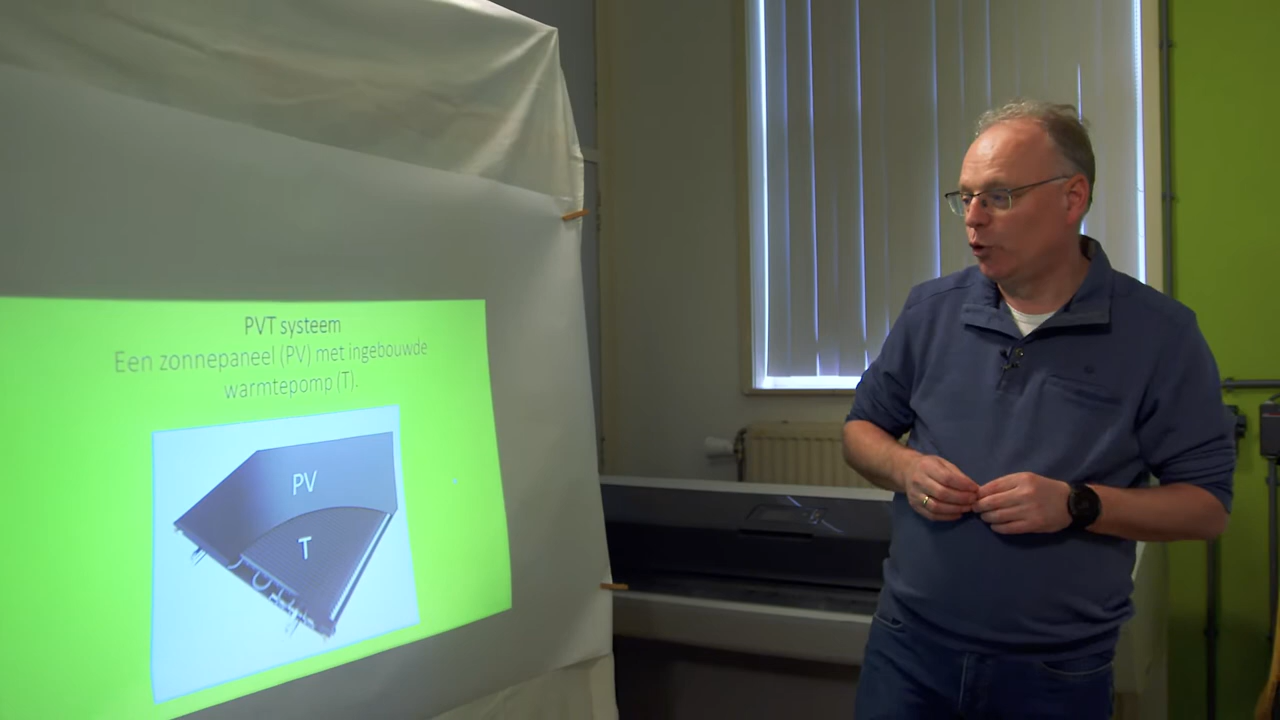 PVT systeem
Een zonnepaneel (PV) met ingebouwde
warmtepomp (T).
PV
T